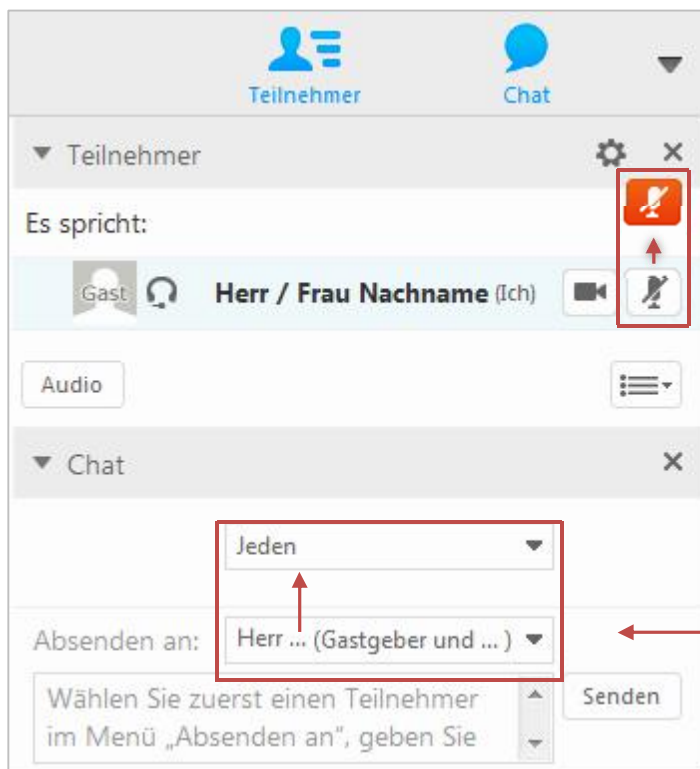 Teilnehmer
Chat
Teilnehmer
Es spricht:
Gast
Herr / Frau Nachname (Ich)
Audio
Chat
Jeden
Absenden an:
Herr ... (Gastgeber und ... )
Wählen Sie zuerst einen Teilnehmer
im Menü „Absenden an“, geben Sie
Senden